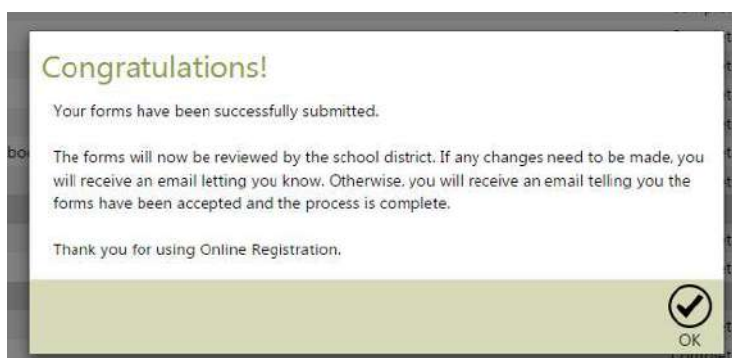 Congratulations!
Your forms have been successfully submitted.
The forms will now be reviewed by the school district. If any changes need to be made, you
will receive an email letting you know. Otherwise, you will receive an email telling you the
forms have been accepted and the process is complete.
Thank you for using Online Registration.
OK